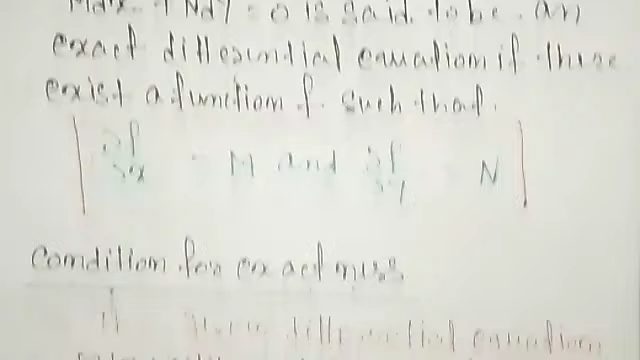 Mdx + Ndy = 0 is said to be an
exact differential equation if there
exist a function f such that.
∂f/∂x = M and ∂f/∂y = N
condition for exactness
If differential equation